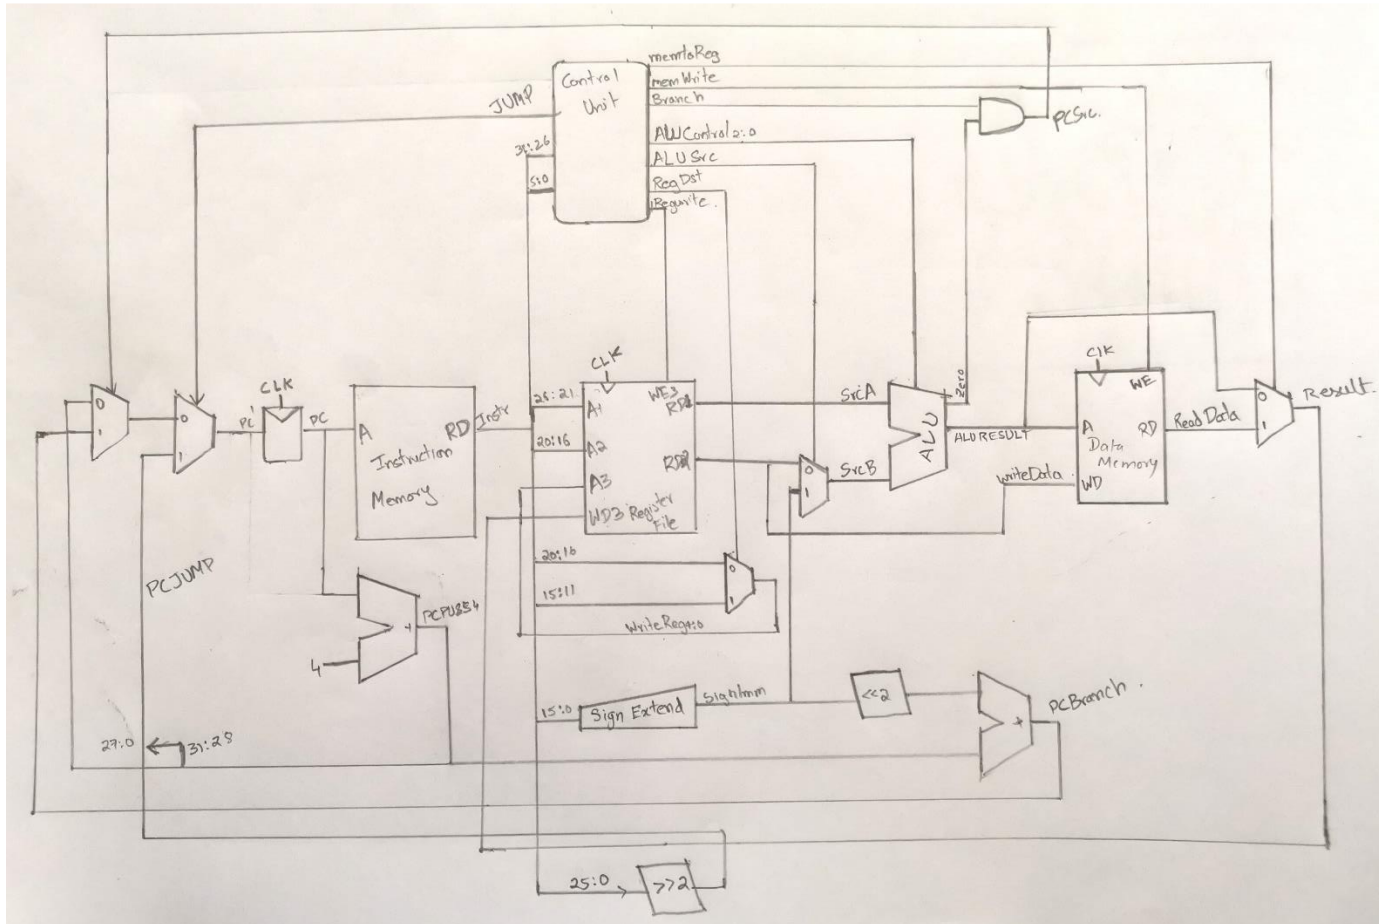 memtoReg
Control
Unit
memWrite
Branch
JUMP
PCSrc.
ALUControl2:0
31:26
ALUSrc
5:0
RegDst
Regwrite.
CLK
Clk
CLK
25:21
A1
WE3
RD1
SrcA
Zero
WE
0
Result.
0
1
0
1
PC'
PC
A
RD
Instr
Instruction
Memory
20:16
A2
RD2
0
1
SrcB
ALU
ALURESULT
A
RD
ReadData
1
Data
Memory
A3
writeData
WD
WD3
Register
File
20:16
0
15:11
1
WriteReg4:0
PCJUMP
PCPLUS4
+
4
15:0
Sign Extend
SignImm
<<2
+
PCBranch.
27:0
31:28
25:0
>>2